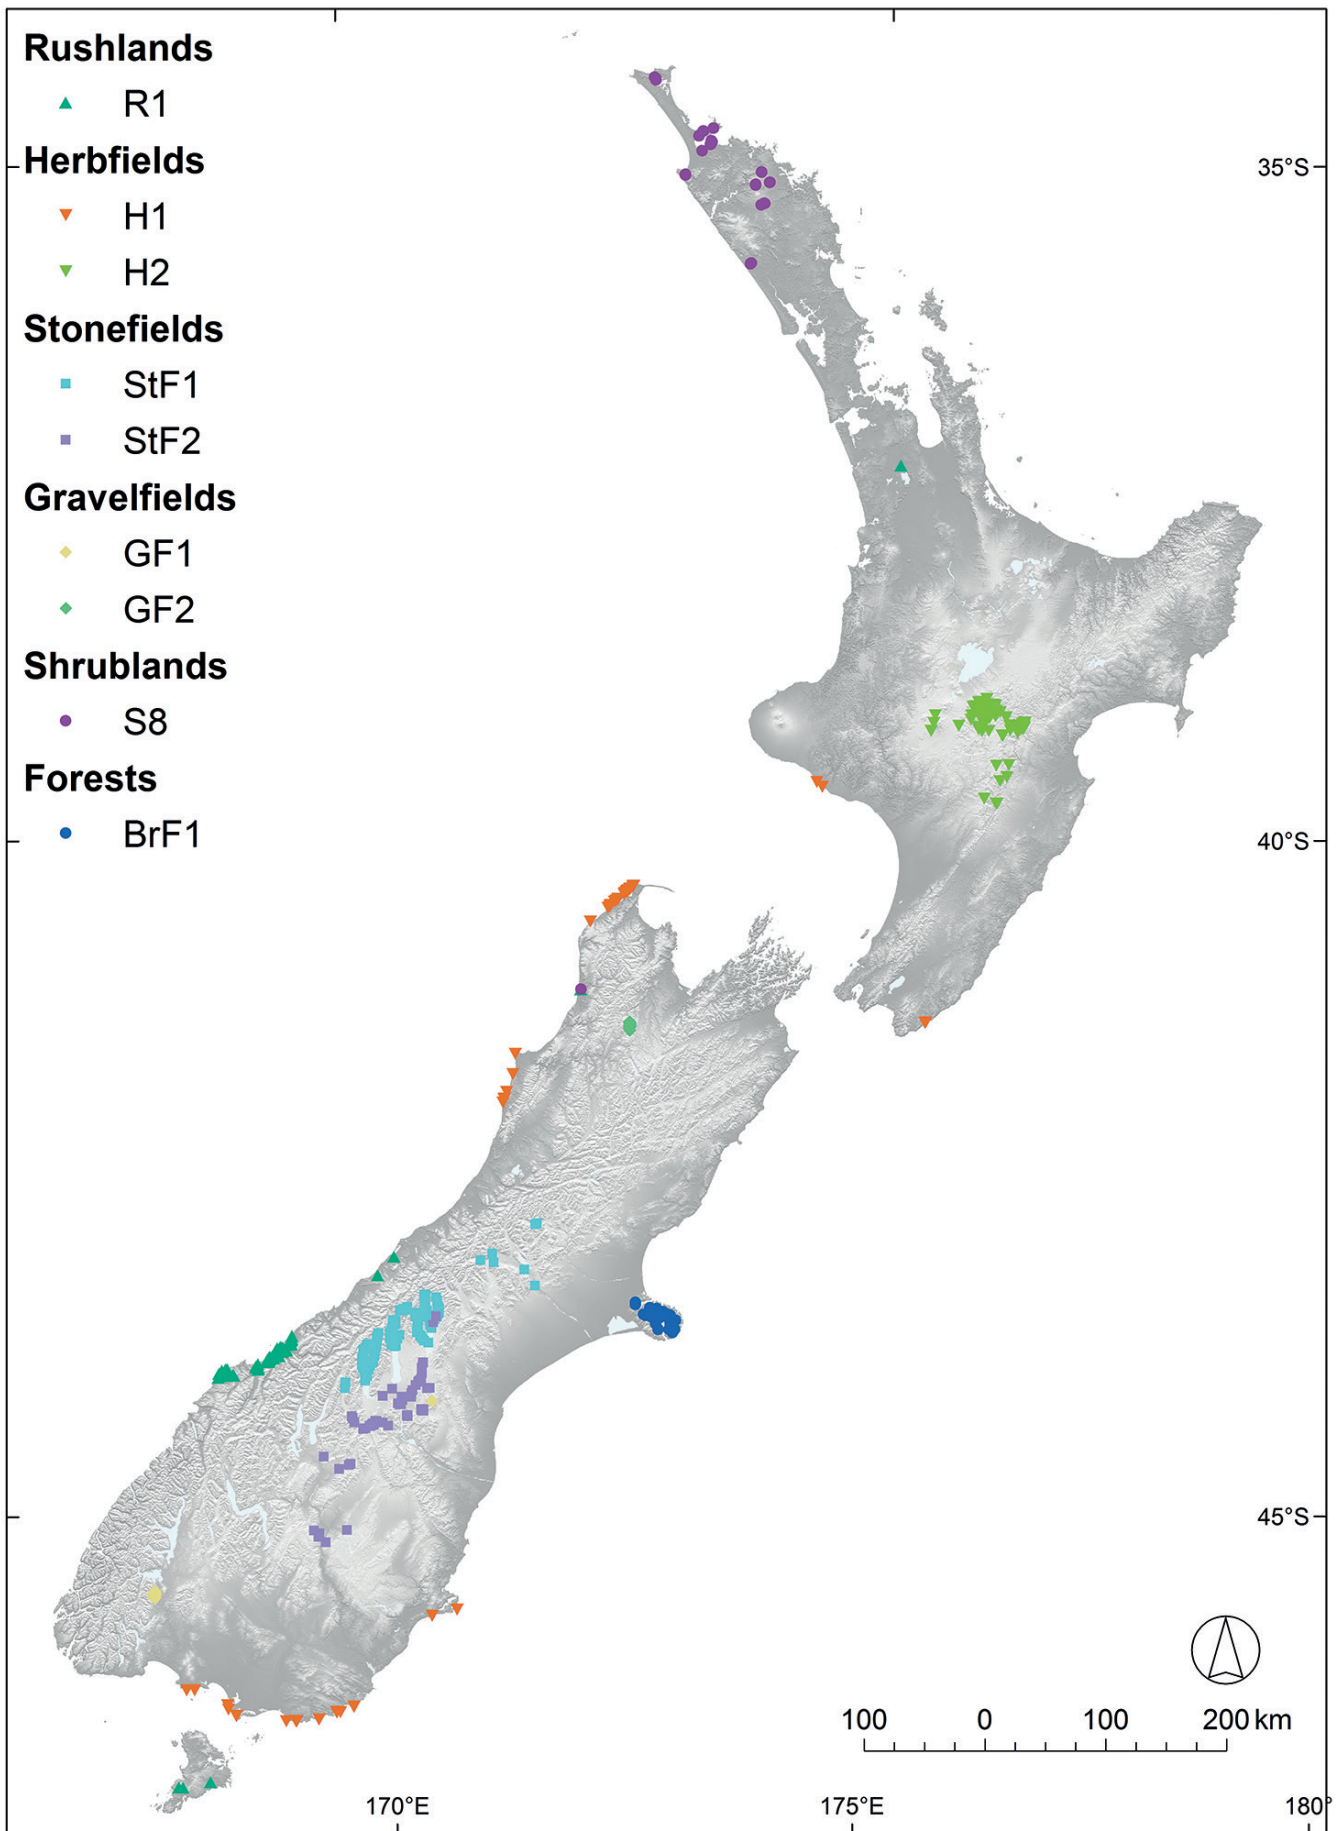 Rushlands
R1
Herbfields
H1
H2
Stonefields
StF1
StF2
Gravelfields
GF1
GF2
Shrublands
S8
Forests
BrF1
35°S
40°S
45°S
100 0 100 200 km
170°E 175°E 180°